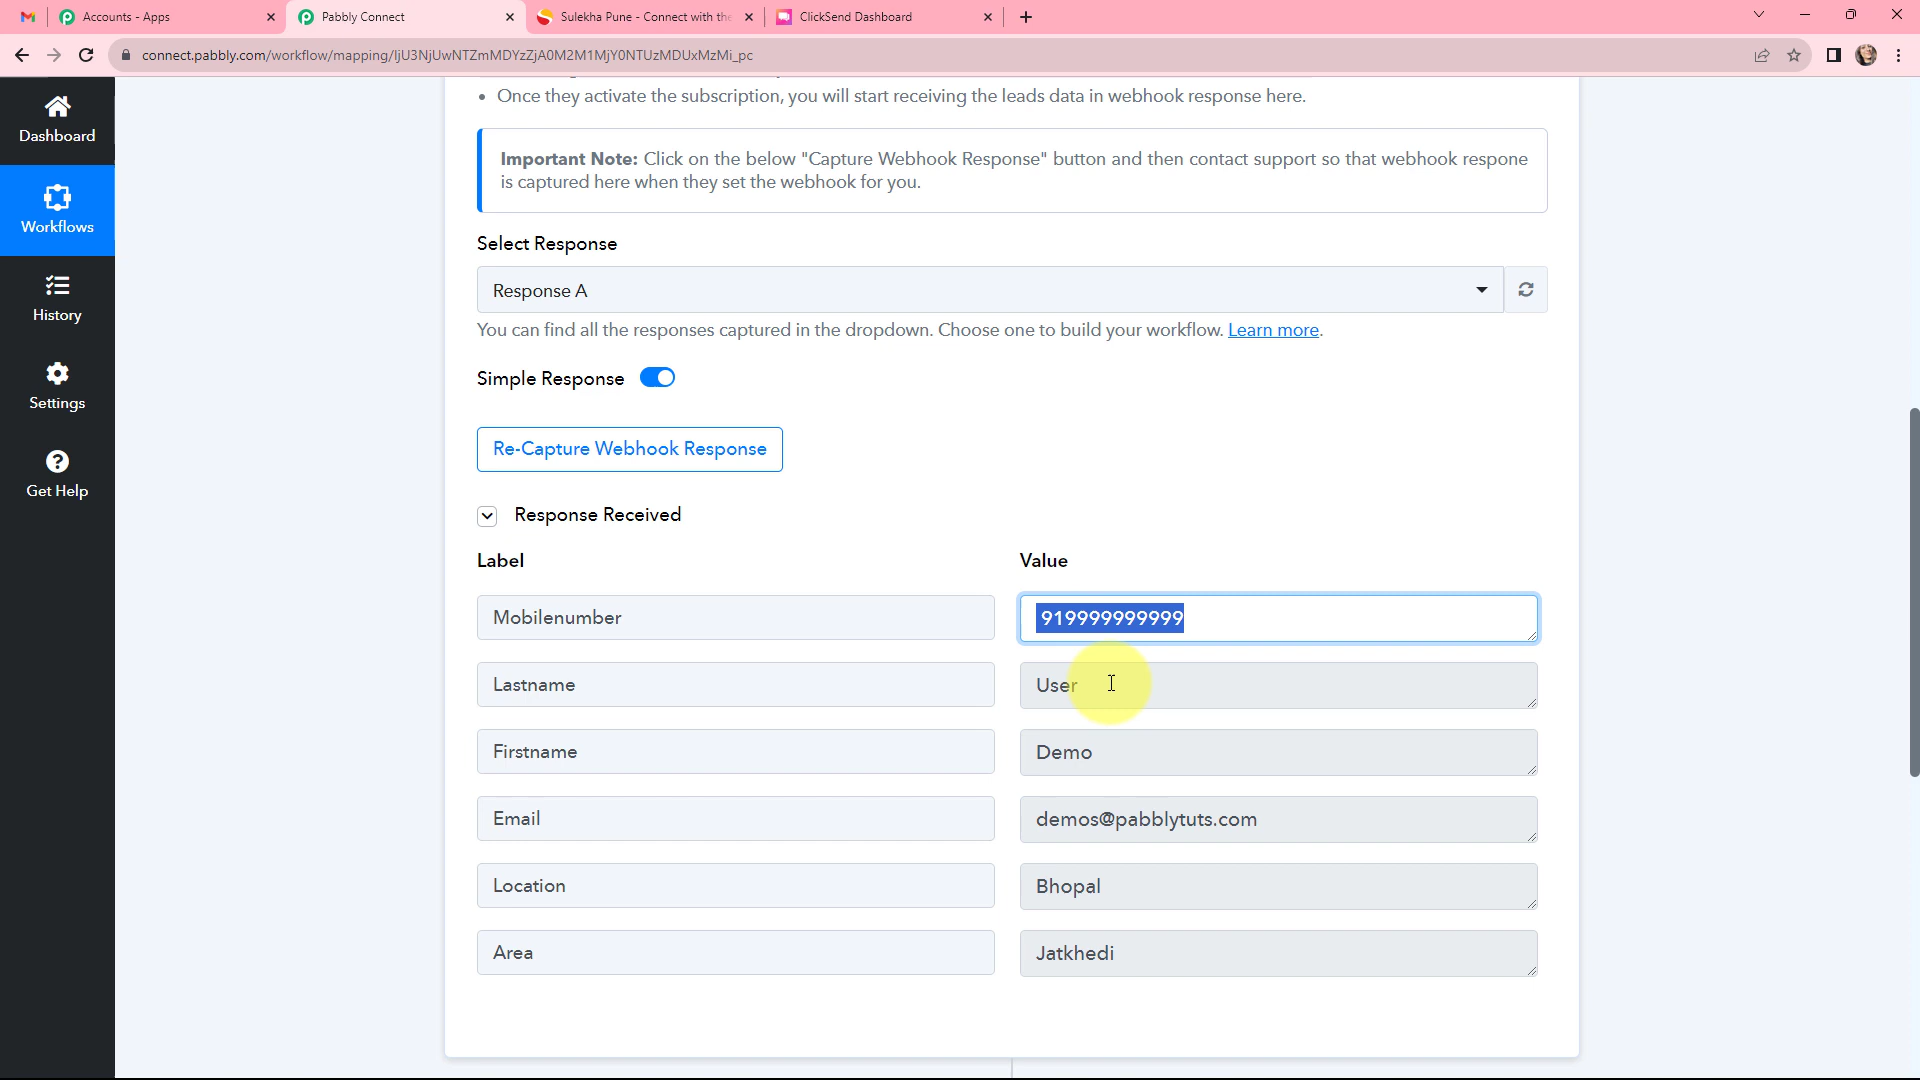 Accounts - Apps
Pabbly Connect
Sulekha Pune - Connect with the
ClickSend Dashboard
connect.pabbly.com/workflow/mapping/IjU3NjUwNTZmMDYzZjA0M2M1MjY0NTUzMDUxMzMi_pc
Dashboard
Workflows
History
Settings
Get Help
• Once they activate the subscription, you will start receiving the leads data in webhook response here.
Important Note: Click on the below "Capture Webhook Response" button and then contact support so that webhook respone
is captured here when they set the webhook for you.
Select Response
Response A
You can find all the responses captured in the dropdown. Choose one to build your workflow. Learn more.
Simple Response
Re-Capture Webhook Response
Response Received
Label Value
Mobilenumber 919999999999
Lastname User
Firstname Demo
Email demos@pabblytuts.com
Location Bhopal
Area Jatkhedi